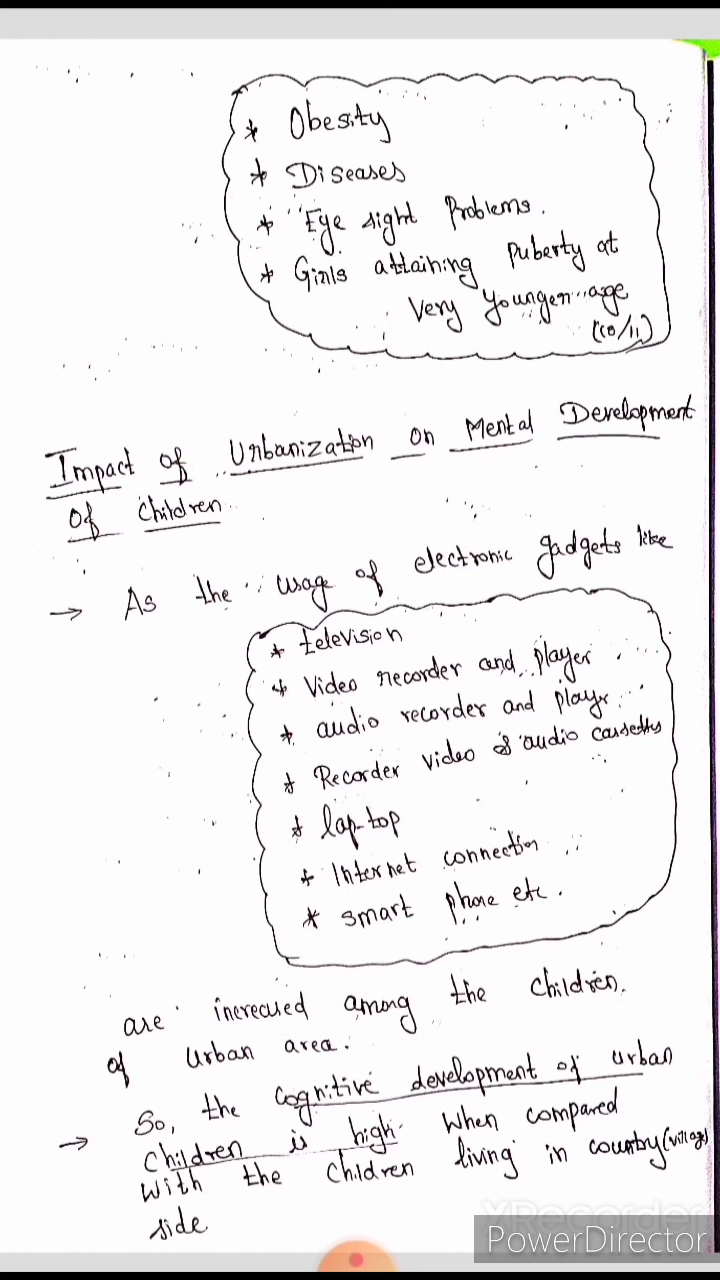 * Obesity
* Diseases
* Eye sight Problems.
* Girls attaining Puberty at
Very Younger age
(10/11)
Impact of Urbanization on Mental Development
of children
→ As the usage of electronic gadgets like
* television
* Video recorder and player
* audio recorder and playr
* Recorder video & audio cassettes
* lap-top
* Internet connection
* smart phone etc.
are increased among the children.
of urban area.
→ So, the cognitive development of urban
children is high when compared
with the children living in country(village)
side
XRecorder
PowerDirector